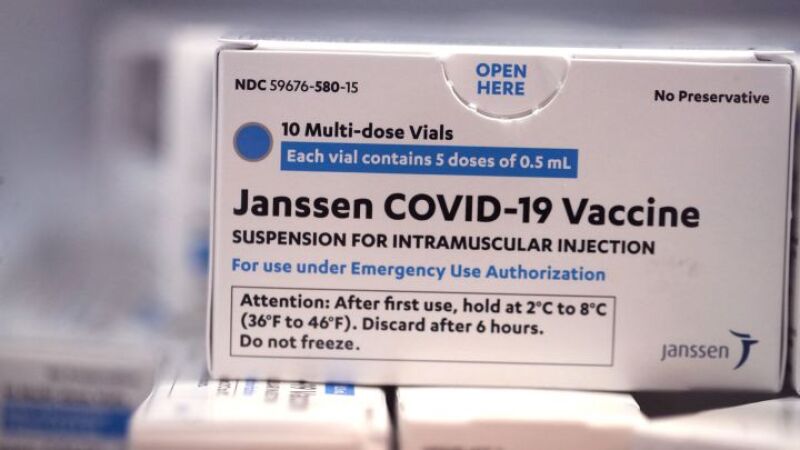 OPEN
HERE
NDC 59676-580-15
No Preservative
10 Multi-dose Vials
Each vial contains 5 doses of 0.5 mL
Janssen COVID-19 Vaccine
SUSPENSION FOR INTRAMUSCULAR INJECTION
For use under Emergency Use Authorization
Attention: After first use, hold at 2°C to 8°C
(36°F to 46°F). Discard after 6 hours.
Do not freeze.
janssen